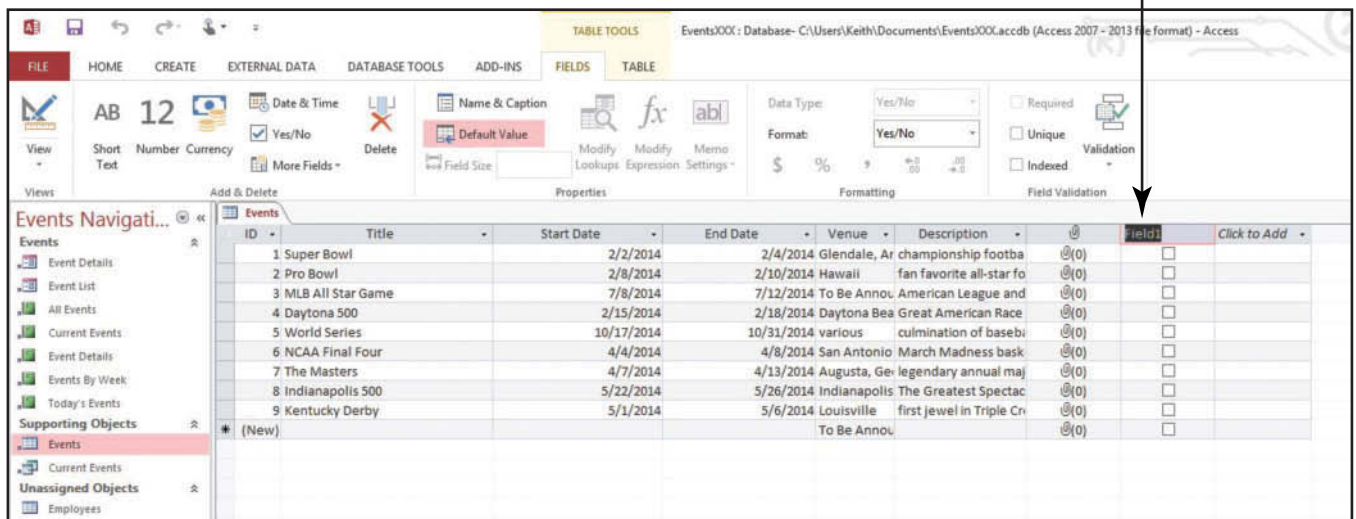 TABLE TOOLS EventsXXX : Database- C:\Users\Keith\Documents\EventsXXX.accdb (Access 2007 - 2013 file format) - Access
FILE HOME CREATE EXTERNAL DATA DATABASE TOOLS ADD-INS FIELDS TABLE
View
Views
AB Short Text
12 Number
Currency
Date & Time
Yes/No
More Fields
Delete
Add & Delete
Name & Caption
Default Value
Field Size
Modify Lookups
fx Modify Expression
abl Memo Settings
Properties
Data Type: Yes/No
Format: Yes/No
$ % , .0 .00 .00 .0
Formatting
Required
Unique
Indexed
Validation
Field Validation
Events Navigati...
Events
Event Details
Event List
All Events
Current Events
Event Details
Events By Week
Today's Events
Supporting Objects
Events
Current Events
Unassigned Objects
Employees
Events
ID Title Start Date End Date Venue Description Field1 Click to Add
1 Super Bowl 2/2/2014 2/4/2014 Glendale, Ar championship footba (0)
2 Pro Bowl 2/8/2014 2/10/2014 Hawaii fan favorite all-star fo (0)
3 MLB All Star Game 7/8/2014 7/12/2014 To Be Annou American League and (0)
4 Daytona 500 2/15/2014 2/18/2014 Daytona Bea Great American Race (0)
5 World Series 10/17/2014 10/31/2014 various culmination of baseba (0)
6 NCAA Final Four 4/4/2014 4/8/2014 San Antonio March Madness bask (0)
7 The Masters 4/7/2014 4/13/2014 Augusta, Ge legendary annual maj (0)
8 Indianapolis 500 5/22/2014 5/26/2014 Indianapolis The Greatest Spectac (0)
9 Kentucky Derby 5/1/2014 5/6/2014 Louisville first jewel in Triple Cr (0)
* (New) To Be Annou (0)